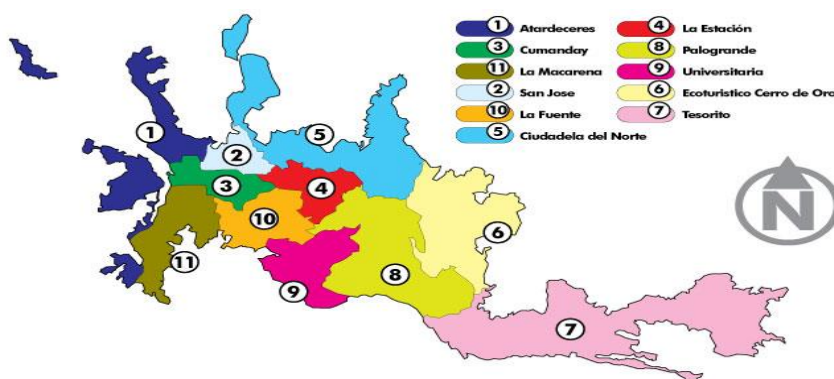 1 Atardeceres
3 Cumanday
11 La Macarena
2 San Jose
10 La Fuente
5 Ciudadela del Norte
4 La Estación
8 Palogrande
9 Universitaria
6 Ecoturistico Cerro de Oro
7 Tesorito
N
1
2
5
3
4
10
6
11
9
8
7